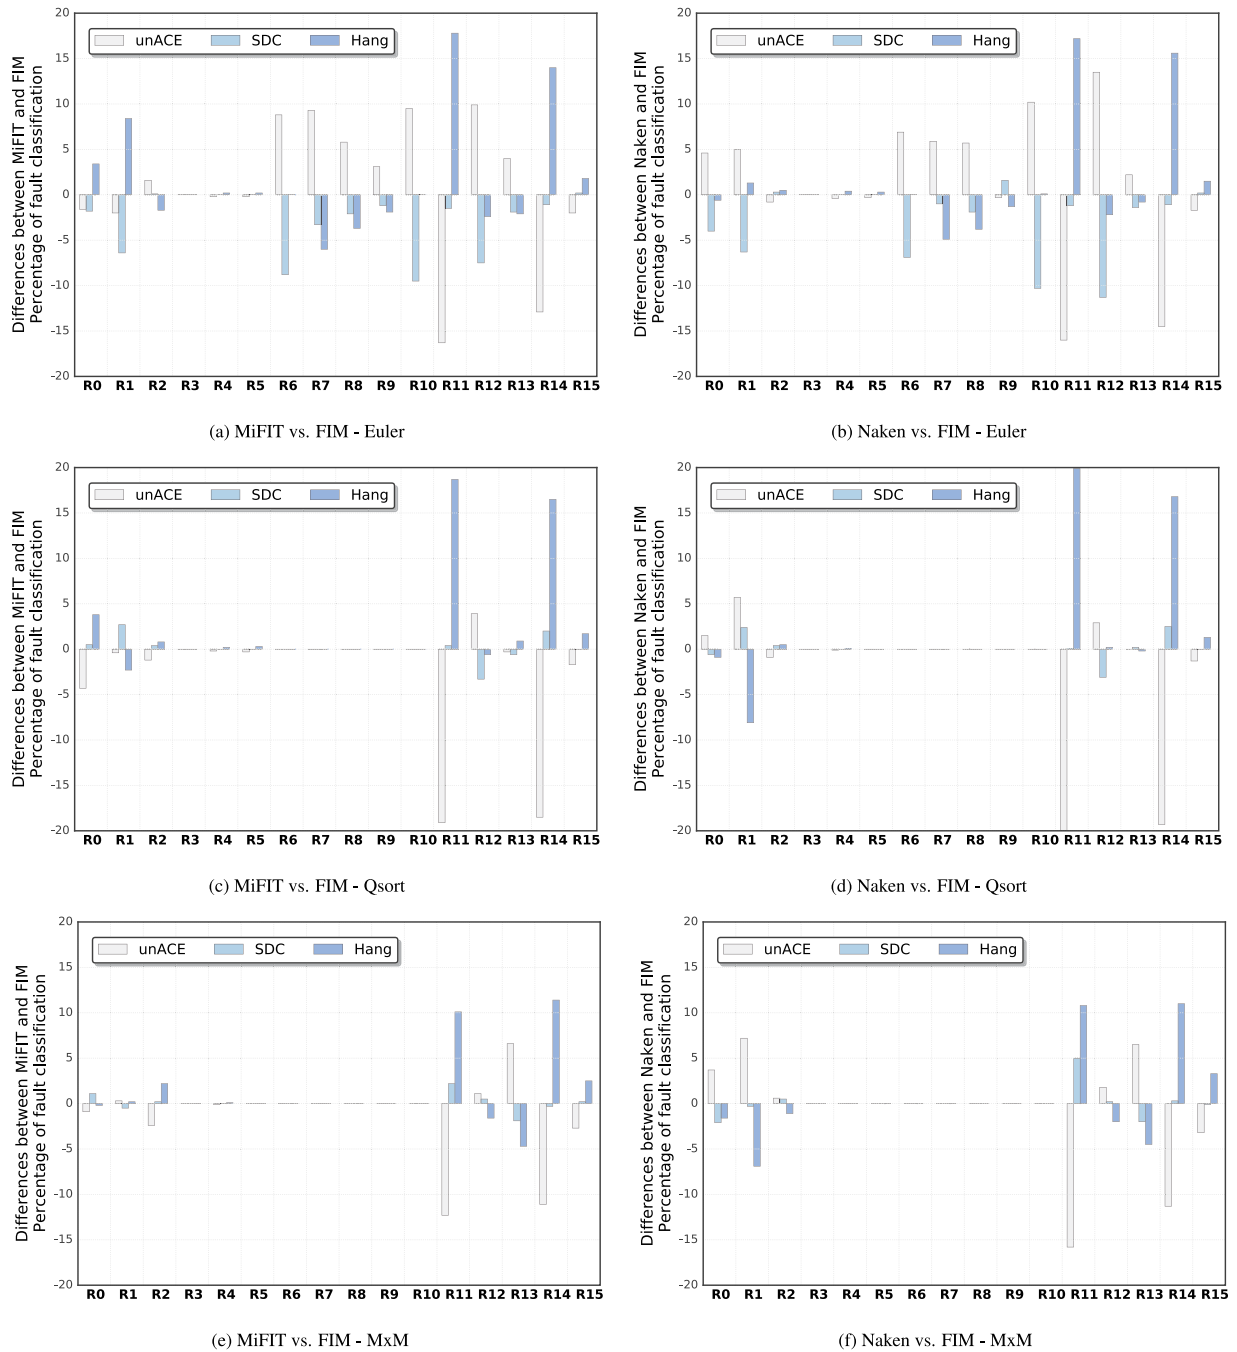 Differences between MiFIT and FIM
Percentage of fault classification
20
15
10
5
0
-5
-10
-15
-20
unACE SDC Hang
R0 R1 R2 R3 R4 R5 R6 R7 R8 R9 R10 R11 R12 R13 R14 R15
(a) MiFIT vs. FIM - Euler
Differences between Naken and FIM
Percentage of fault classification
20
15
10
5
0
-5
-10
-15
-20
unACE SDC Hang
R0 R1 R2 R3 R4 R5 R6 R7 R8 R9 R10 R11 R12 R13 R14 R15
(b) Naken vs. FIM - Euler
Differences between MiFIT and FIM
Percentage of fault classification
20
15
10
5
0
-5
-10
-15
-20
unACE SDC Hang
R0 R1 R2 R3 R4 R5 R6 R7 R8 R9 R10 R11 R12 R13 R14 R15
(c) MiFIT vs. FIM - Qsort
Differences between Naken and FIM
Percentage of fault classification
20
15
10
5
0
-5
-10
-15
-20
unACE SDC Hang
R0 R1 R2 R3 R4 R5 R6 R7 R8 R9 R10 R11 R12 R13 R14 R15
(d) Naken vs. FIM - Qsort
Differences between MiFIT and FIM
Percentage of fault classification
20
15
10
5
0
-5
-10
-15
-20
unACE SDC Hang
R0 R1 R2 R3 R4 R5 R6 R7 R8 R9 R10 R11 R12 R13 R14 R15
(e) MiFIT vs. FIM - MxM
Differences between Naken and FIM
Percentage of fault classification
20
15
10
5
0
-5
-10
-15
-20
unACE SDC Hang
R0 R1 R2 R3 R4 R5 R6 R7 R8 R9 R10 R11 R12 R13 R14 R15
(f) Naken vs. FIM - MxM